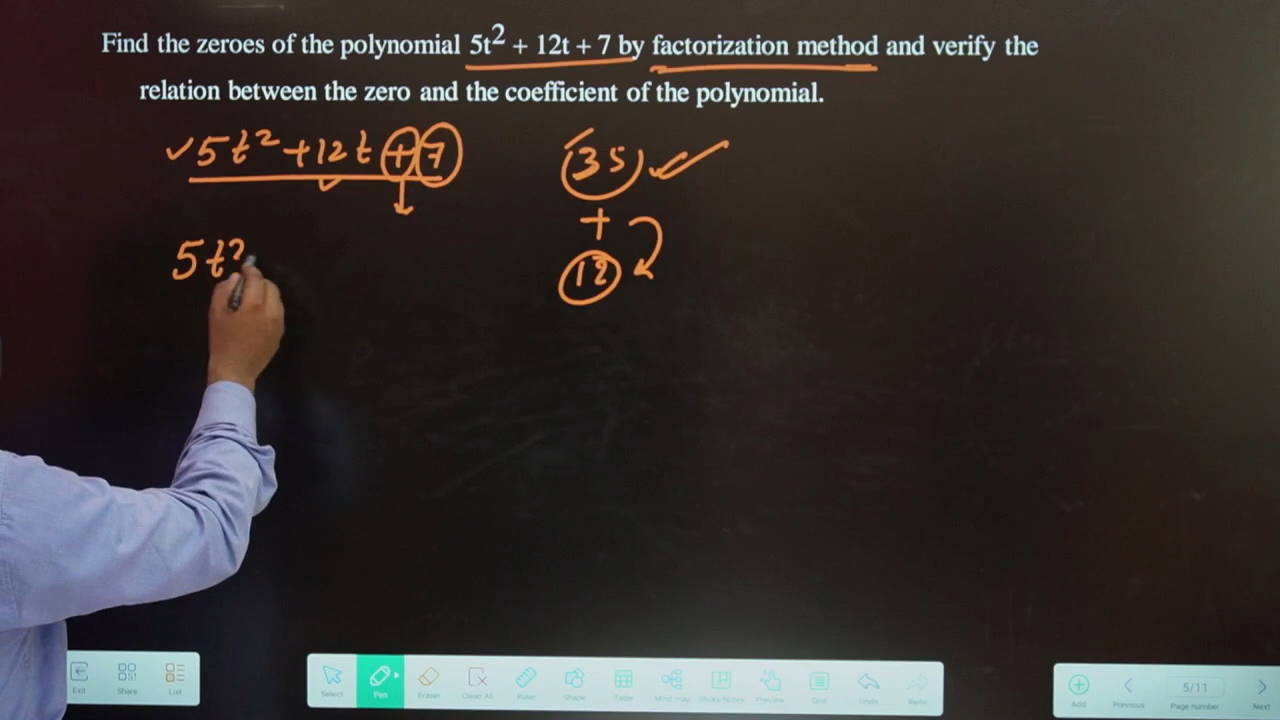 Find the zeroes of the polynomial 5t² + 12t + 7 by factorization method and verify the
relation between the zero and the coefficient of the polynomial.
5t² + 12t + 7
(35)
+
12
5t²
Exit Share List
Select Pen Eraser Clean All Ruler Shape Table Mind map Sticky Notes Preview Grid Undo Redo
Add Previous 5/11 Page number Next